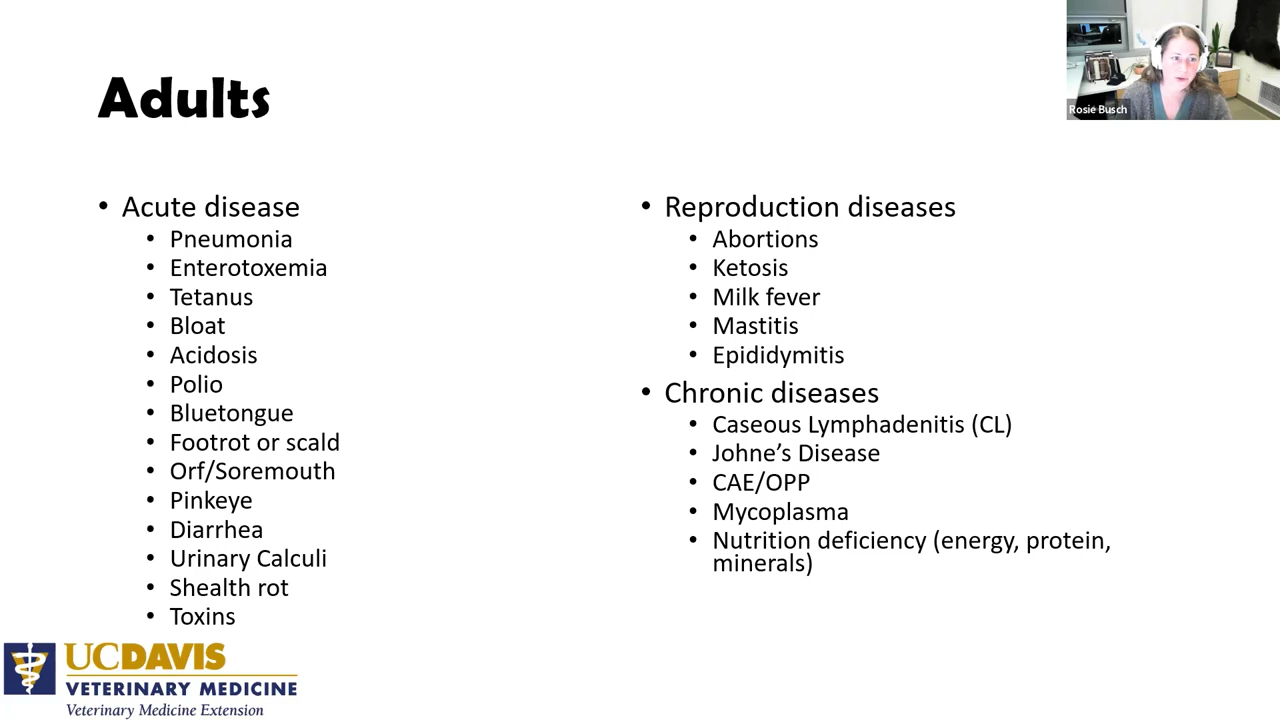 Adults
Rosie Busch
• Acute disease
• Pneumonia
• Enterotoxemia
• Tetanus
• Bloat
• Acidosis
• Polio
• Bluetongue
• Footrot or scald
• Orf/Soremouth
• Pinkeye
• Diarrhea
• Urinary Calculi
• Shealth rot
• Toxins
• Reproduction diseases
• Abortions
• Ketosis
• Milk fever
• Mastitis
• Epididymitis
• Chronic diseases
• Caseous Lymphadenitis (CL)
• Johne’s Disease
• CAE/OPP
• Mycoplasma
• Nutrition deficiency (energy, protein,
minerals)
UCDAVIS
VETERINARY MEDICINE
Veterinary Medicine Extension